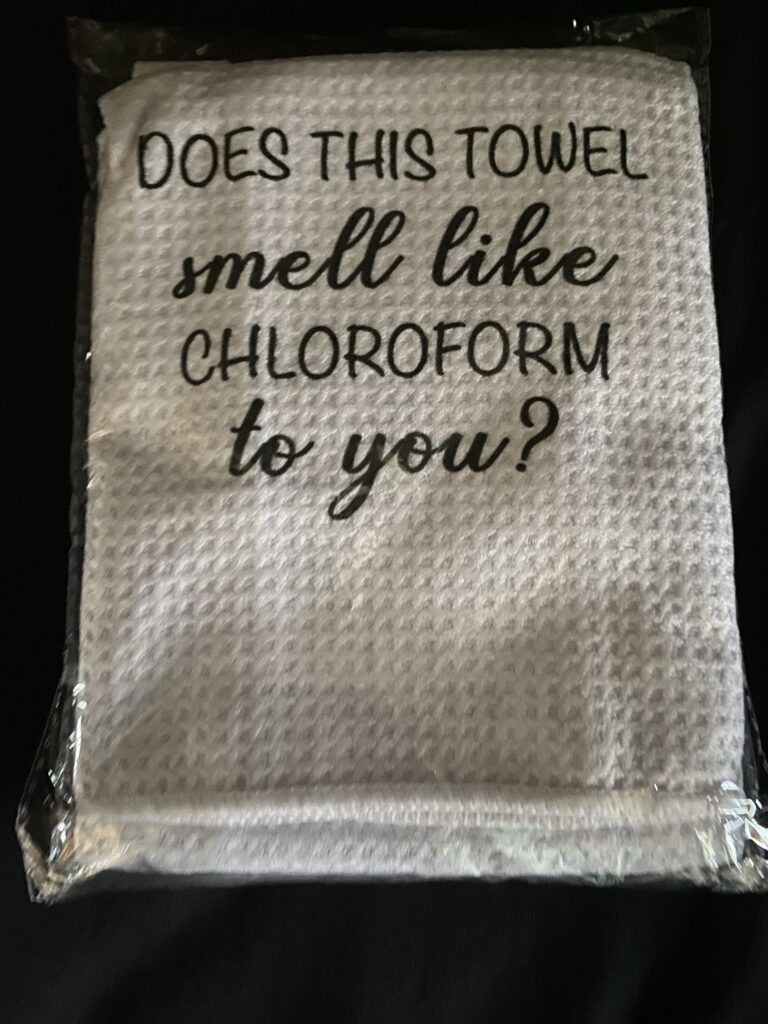 DOES THIS TOWEL
smell like
CHLOROFORM
to you?